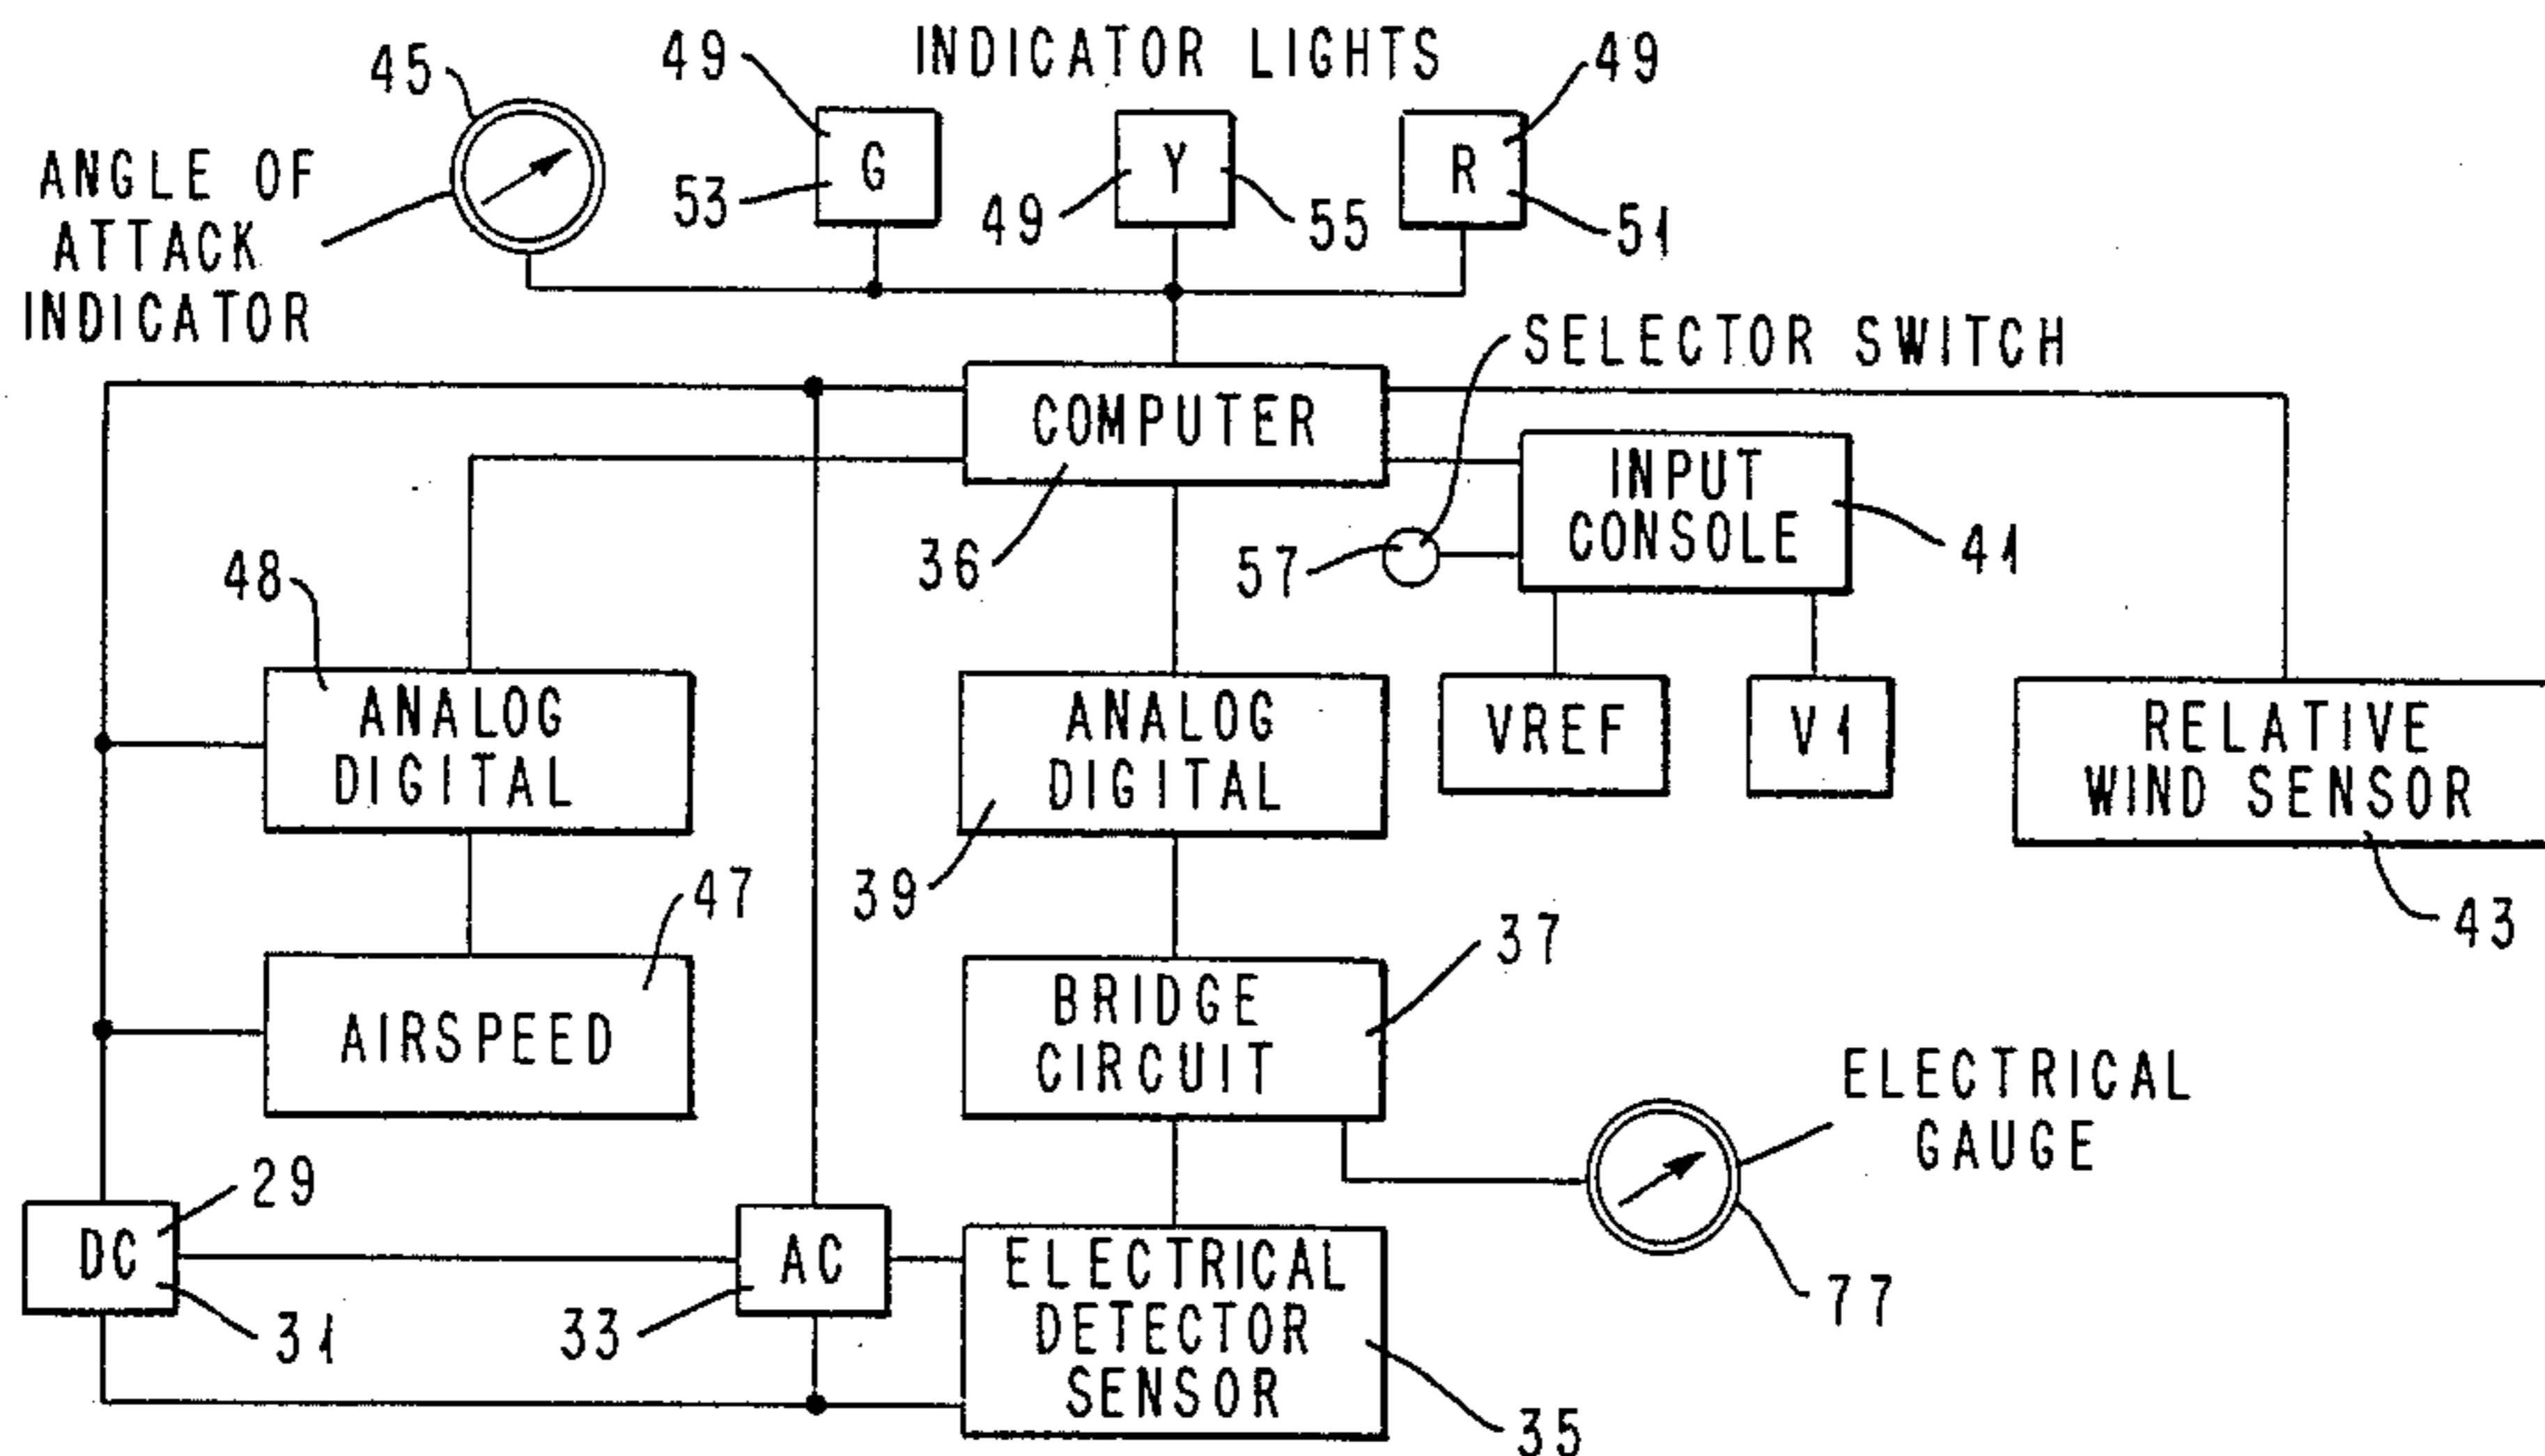 INDICATOR LIGHTS
45
49
49
ANGLE OF
ATTACK
INDICATOR
G
53
Y
49
55
R
51
SELECTOR SWITCH
COMPUTER
36
57
INPUT
CONSOLE
41
48
ANALOG
DIGITAL
ANALOG
DIGITAL
39
VREF
V1
RELATIVE
WIND SENSOR
43
47
AIRSPEED
BRIDGE
CIRCUIT
37
ELECTRICAL
GAUGE
77
29
DC
31
AC
33
ELECTRICAL
DETECTOR
SENSOR
35